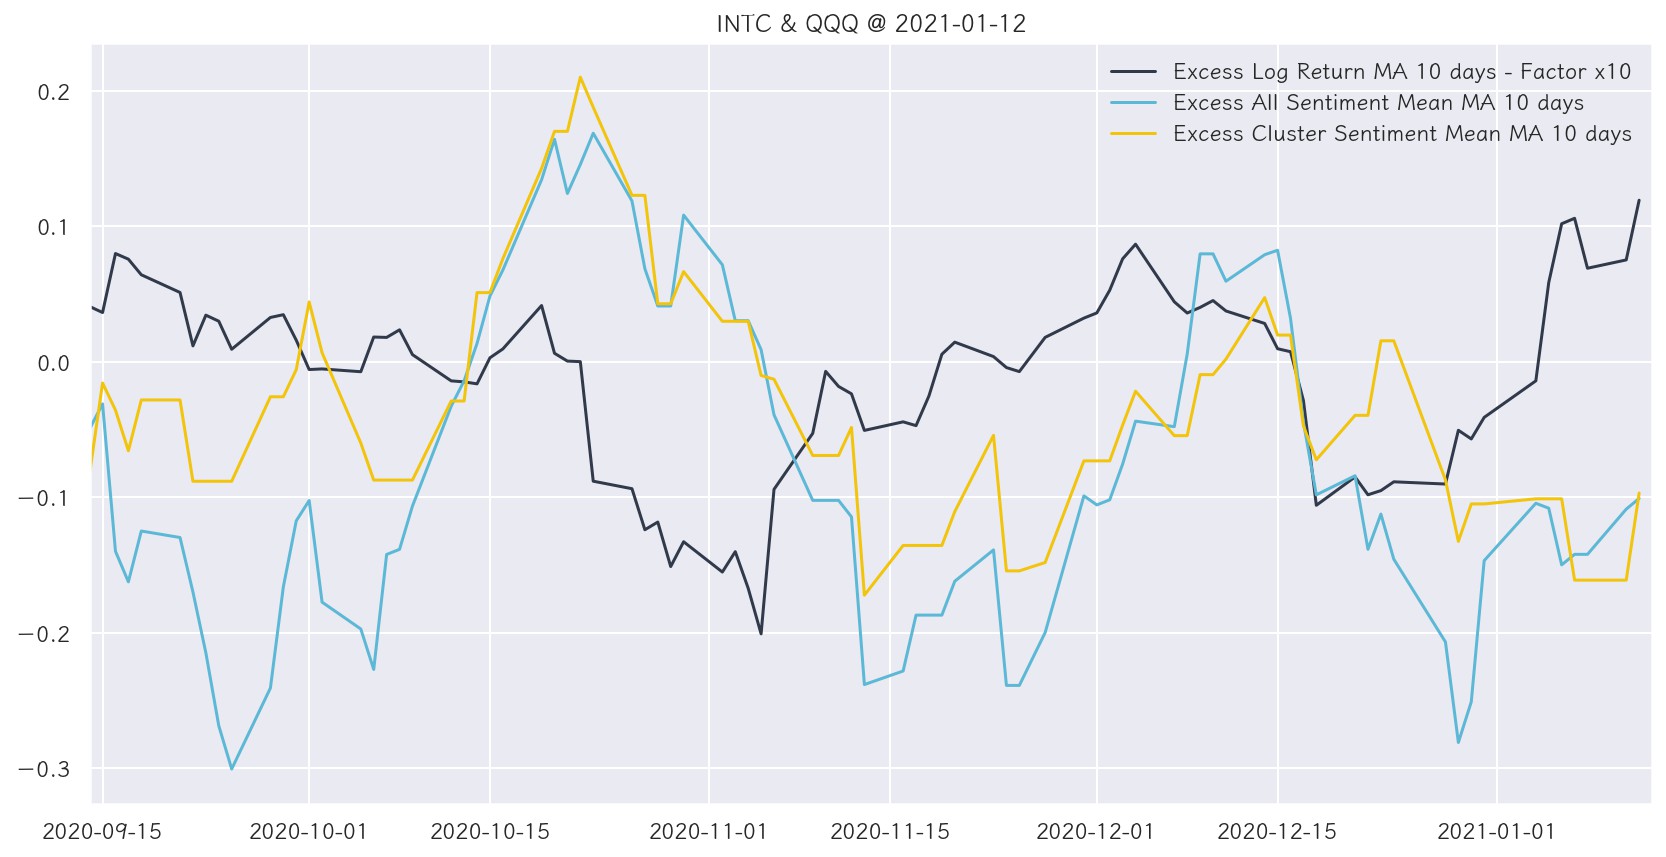 INTC & QQQ @ 2021-01-12
Excess Log Return MA 10 days - Factor x10
Excess All Sentiment Mean MA 10 days
Excess Cluster Sentiment Mean MA 10 days
0.2
0.1
0.0
−0.1
−0.2
−0.3
2020-09-15 2020-10-01 2020-10-15 2020-11-01 2020-11-15 2020-12-01 2020-12-15 2021-01-01